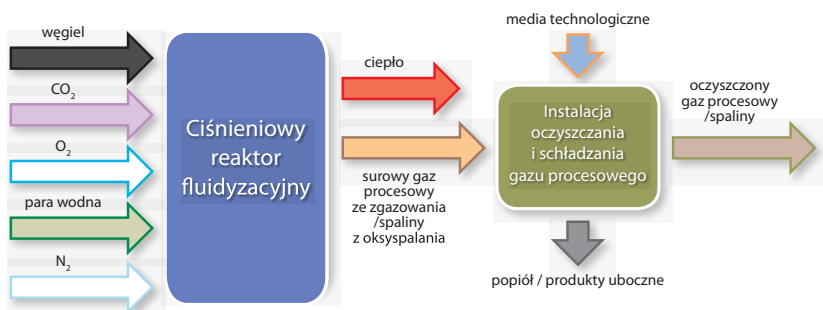 węgiel
CO₂
O₂
para wodna
N₂
Ciśnieniowy
reaktor
fluidyzacyjny
ciepło
surowy gaz
procesowy
ze zgazowania
/spaliny
z oksyspalania
media technologiczne
Instalacja
oczyszczania
i schładzania
gazu procesowego
popiół / produkty uboczne
oczyszczony
gaz procesowy
/spaliny